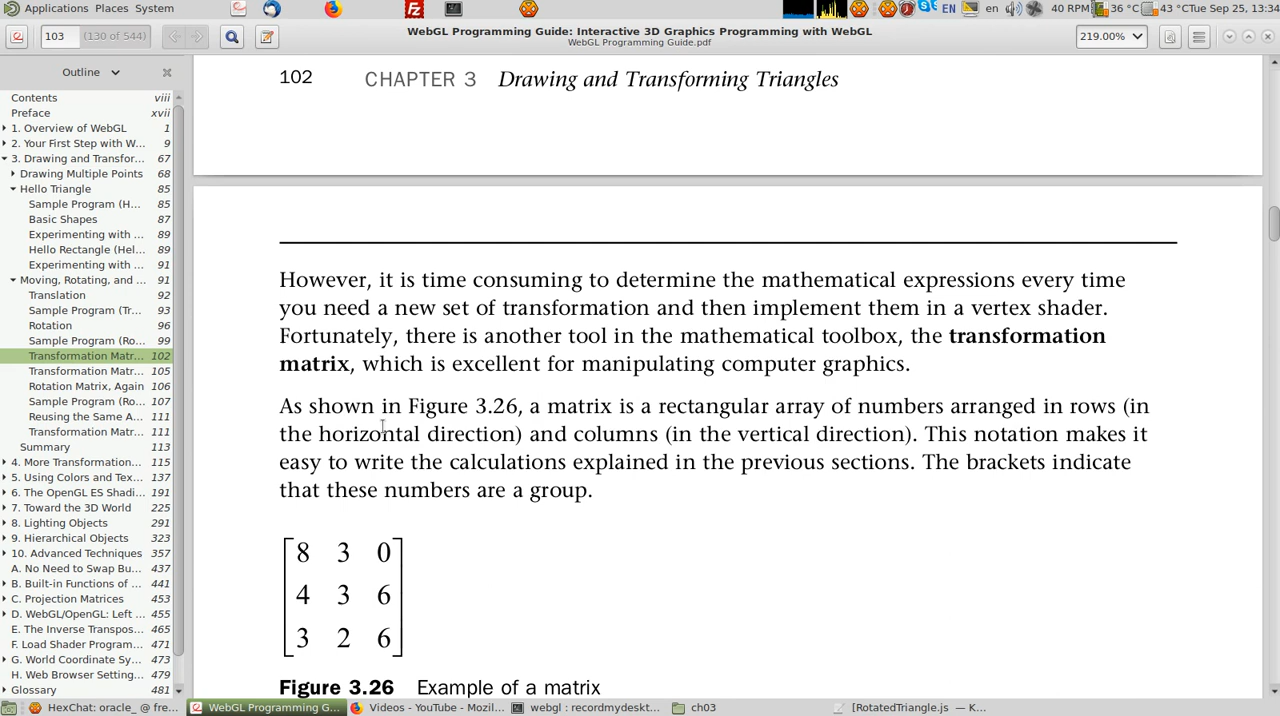 Applications Places System EN en 40 RPM 36 °C 43 °C Tue Sep 25, 13:34
103 (130 of 544) WebGL Programming Guide: Interactive 3D Graphics Programming with WebGL 219.00%
WebGL Programming Guide.pdf
Outline
Contents viii
Preface xvii
1. Overview of WebGL 1
2. Your First Step with W... 9
3. Drawing and Transfor... 67
Drawing Multiple Points 68
Hello Triangle 85
Sample Program (H... 85
Basic Shapes 87
Experimenting with ... 89
Hello Rectangle (Hel... 89
Experimenting with ... 91
Moving, Rotating, and ... 91
Translation 92
Sample Program (Tr... 93
Rotation 96
Sample Program (Ro... 99
Transformation Matr... 102
Transformation Matr... 105
Rotation Matrix, Again 106
Sample Program (Ro... 107
Reusing the Same A... 111
Transformation Matr... 111
Summary 113
4. More Transformation... 115
5. Using Colors and Tex... 137
6. The OpenGL ES Shadi... 191
7. Toward the 3D World 225
8. Lighting Objects 291
9. Hierarchical Objects 323
10. Advanced Techniques 357
A. No Need to Swap Bu... 437
B. Built-in Functions of ... 441
C. Projection Matrices 453
D. WebGL/OpenGL: Left ... 455
E. The Inverse Transpos... 465
F. Load Shader Program... 471
G. World Coordinate Sy... 473
H. Web Browser Setting... 479
Glossary 481
102 CHAPTER 3 Drawing and Transforming Triangles
However, it is time consuming to determine the mathematical expressions every time
you need a new set of transformation and then implement them in a vertex shader.
Fortunately, there is another tool in the mathematical toolbox, the transformation
matrix, which is excellent for manipulating computer graphics.
As shown in Figure 3.26, a matrix is a rectangular array of numbers arranged in rows (in
the horizontal direction) and columns (in the vertical direction). This notation makes it
easy to write the calculations explained in the previous sections. The brackets indicate
that these numbers are a group.
8 3 0
4 3 6
3 2 6
Figure 3.26 Example of a matrix
HexChat: oracle_ @ fre... WebGL Programming G... Videos - YouTube - Mozil... webgl : recordmydeskt... ch03 [RotatedTriangle.js — K...